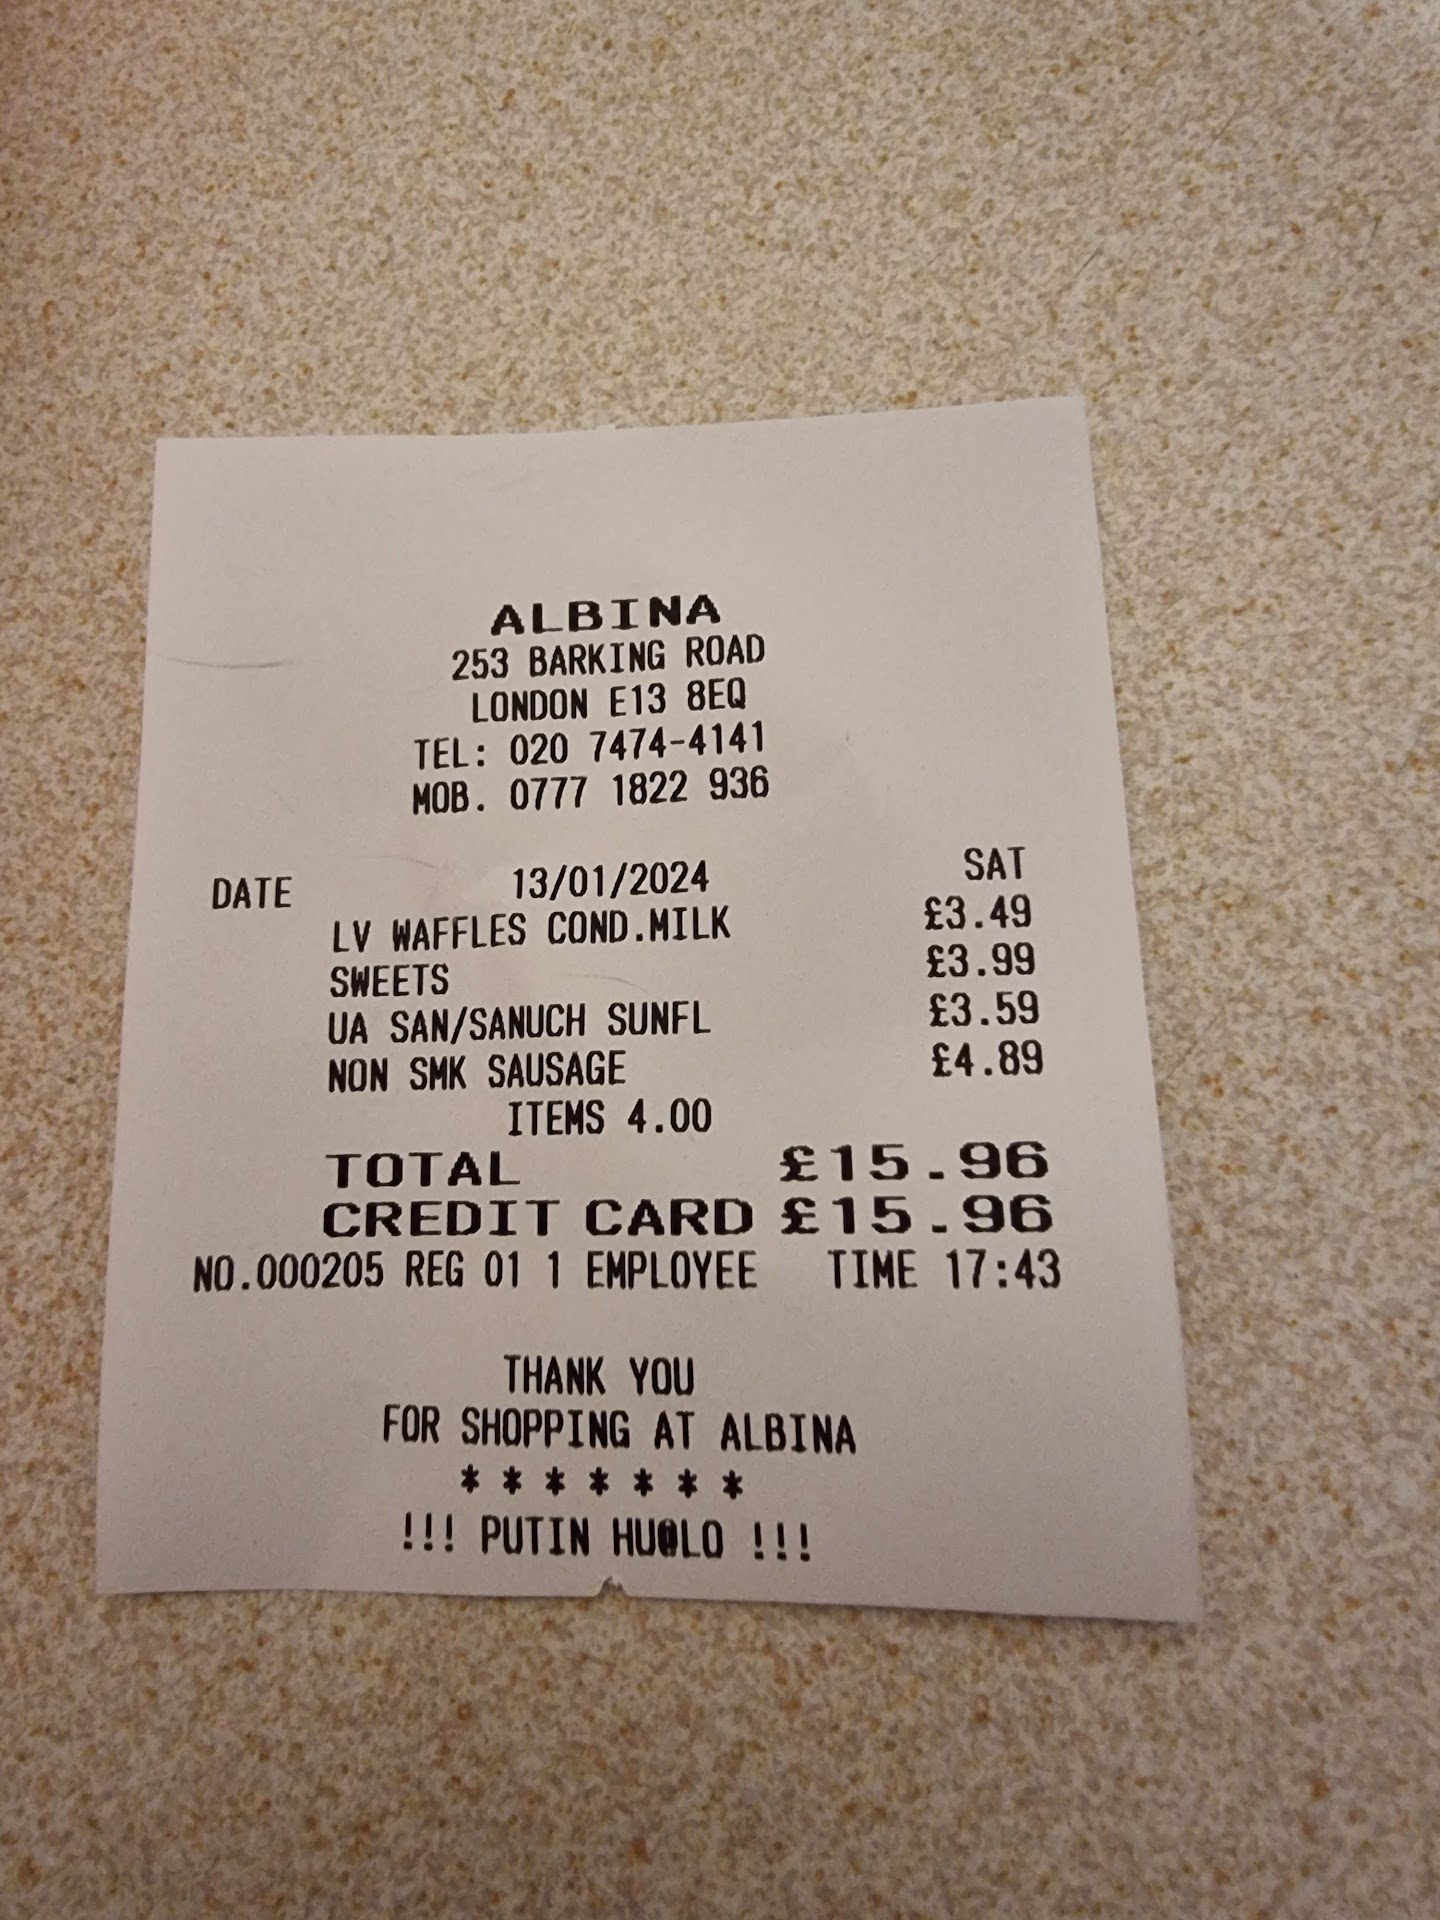 ALBINA
253 BARKING ROAD
LONDON E13 8EQ
TEL: 020 7474-4141
MOB. 0777 1822 936
DATE 13/01/2024 SAT
LV WAFFLES COND.MILK £3.49
SWEETS £3.99
UA SAN/SANUCH SUNFL £3.59
NON SMK SAUSAGE £4.89
ITEMS 4.00
TOTAL £15.96
CREDIT CARD £15.96
NO.000205 REG 01 1 EMPLOYEE TIME 17:43
THANK YOU
FOR SHOPPING AT ALBINA
* * * * * * *
!!! PUTIN HU@LO !!!